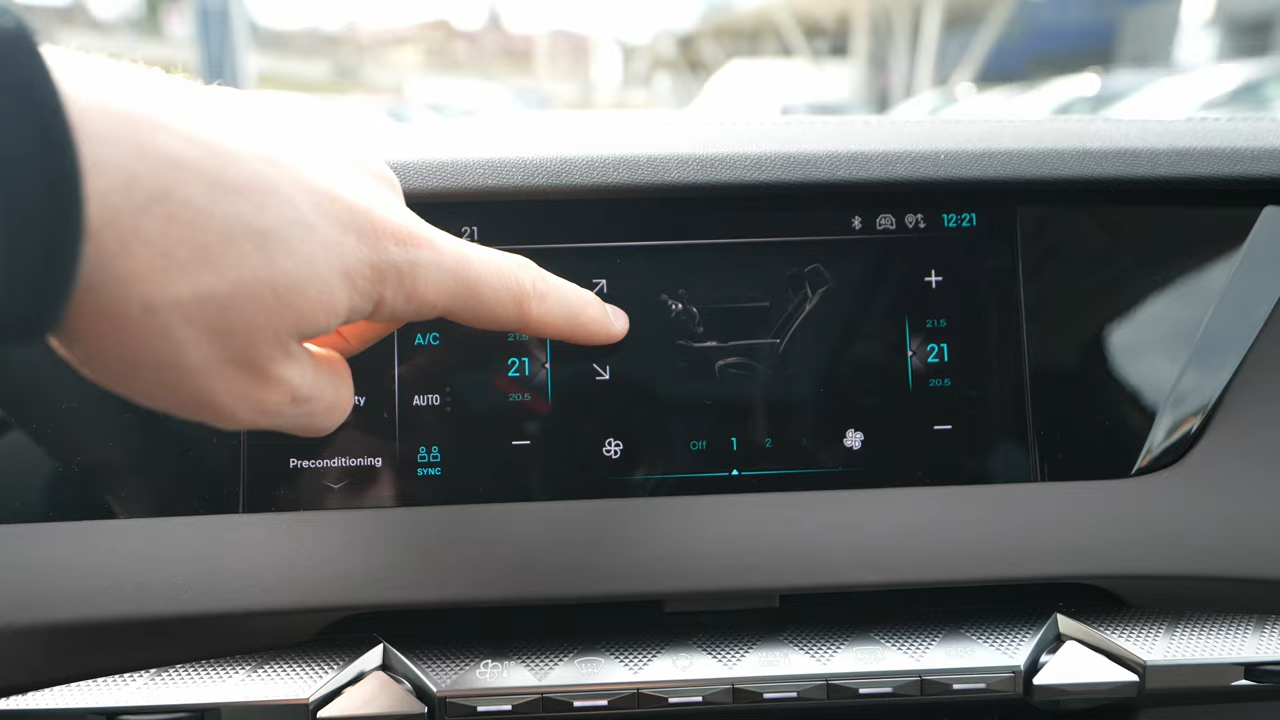 21
4G
12:21
21.5
A/C
21
20.5
AUTO
ty
Preconditioning
SYNC
21.5
21
20.5
Off
1
2